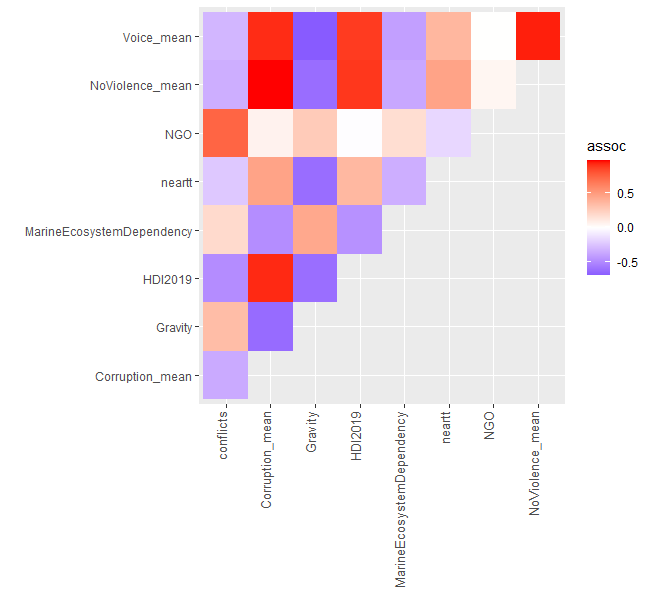 Voice_mean
NoViolence_mean
NGO
neartt
MarineEcosystemDependency
HDI2019
Gravity
Corruption_mean
conflicts
Corruption_mean
Gravity
HDI2019
MarineEcosystemDependency
neartt
NGO
NoViolence_mean
assoc
0.5
0.0
-0.5